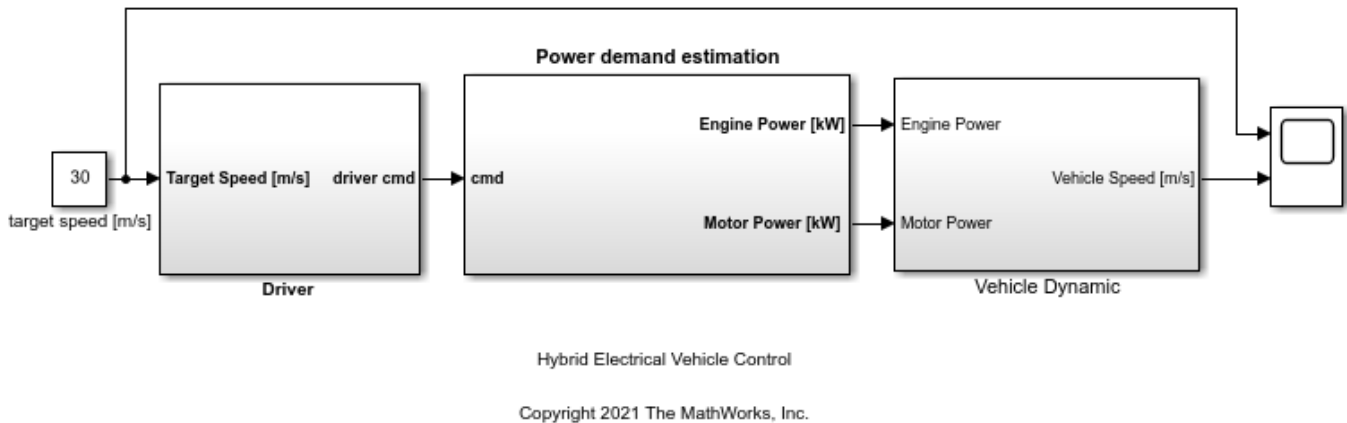 Power demand estimation
Engine Power [kW]
Engine Power
30
Target Speed [m/s]
driver cmd
cmd
Vehicle Speed [m/s]
target speed [m/s]
Motor Power [kW]
Motor Power
Driver
Vehicle Dynamic
Hybrid Electrical Vehicle Control
Copyright 2021 The MathWorks, Inc.